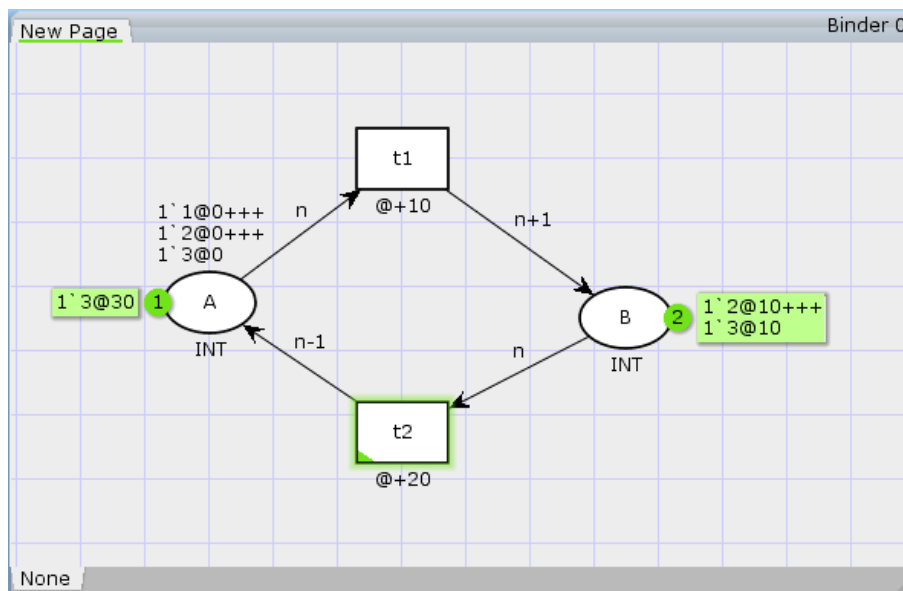 New Page
Binder 0
t1
@+10
1`1@0+++
1`2@0+++
1`3@0
n
n+1
1`3@30
1
A
INT
B
2
1`2@10+++
1`3@10
INT
n-1
n
t2
@+20
None